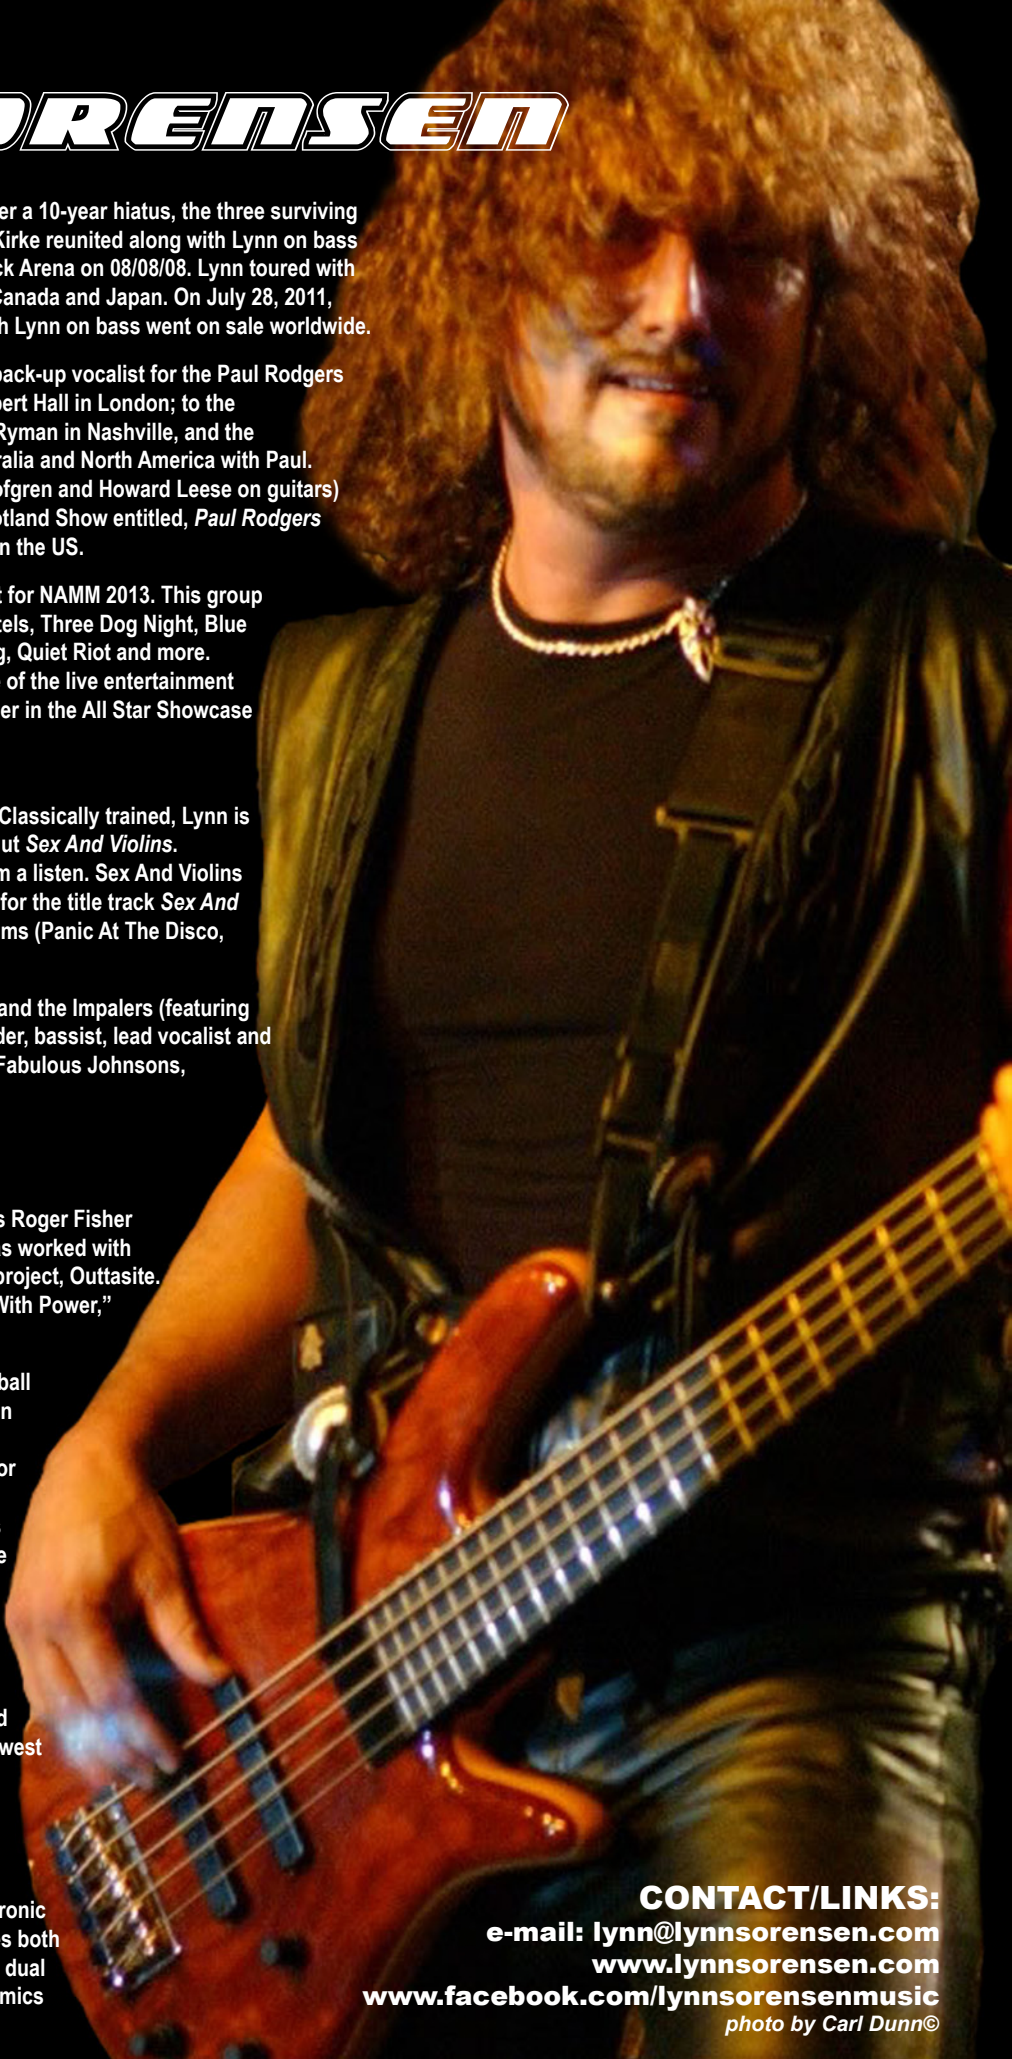 ORENSEN
er a 10-year hiatus, the three surviving
Kirke reunited along with Lynn on bass
ck Arena on 08/08/08. Lynn toured with
Canada and Japan. On July 28, 2011,
h Lynn on bass went on sale worldwide.
back-up vocalist for the Paul Rodgers
bert Hall in London; to the
Ryman in Nashville, and the
ralia and North America with Paul.
ofgren and Howard Leese on guitars)
otland Show entitled, Paul Rodgers
n the US.
t for NAMM 2013. This group
tels, Three Dog Night, Blue
g, Quiet Riot and more.
of the live entertainment
er in the All Star Showcase
Classically trained, Lynn is
ut Sex And Violins.
m a listen. Sex And Violins
for the title track Sex And
ms (Panic At The Disco,
and the Impalers (featuring
der, bassist, lead vocalist and
Fabulous Johnsons,
s Roger Fisher
as worked with
project, Outtasite.
With Power,”
ball
n
or
e
d
west
ronic
s both
dual
mics
CONTACT/LINKS:
e-mail: lynn@lynnsorensen.com
www.lynnsorensen.com
www.facebook.com/lynnsorensenmusic
photo by Carl Dunn©